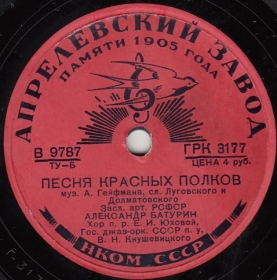 АПРЕЛЕВСКИЙ ЗАВОД
ПАМЯТИ 1905 ГОДА
В 9787
ТУ-Б
ГРК 3177
ЦЕНА 4 руб.
ПЕСНЯ КРАСНЫХ ПОЛКОВ
муз. А. Гейфмана, сл. Луговского и
Долматовского
Засл. арт. РСФСР
АЛЕКСАНДР БАТУРИН
Хор п. р. Е. И. Юховой.
Гос. джаз-орк. СССР п. у.
В. Н. Кнушевицкого
НКОМ СССР